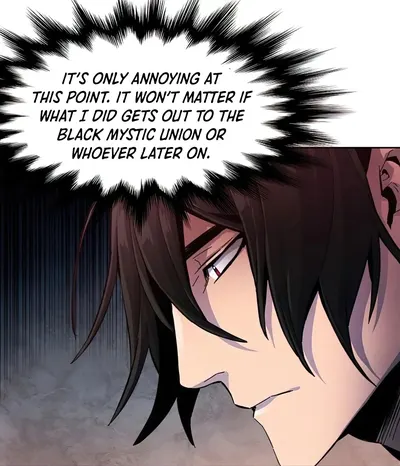 IT'S ONLY ANNOYING AT
THIS POINT. IT WON'T MATTER IF
WHAT I DID GETS OUT TO THE
BLACK MYSTIC UNION OR
WHOEVER LATER ON.